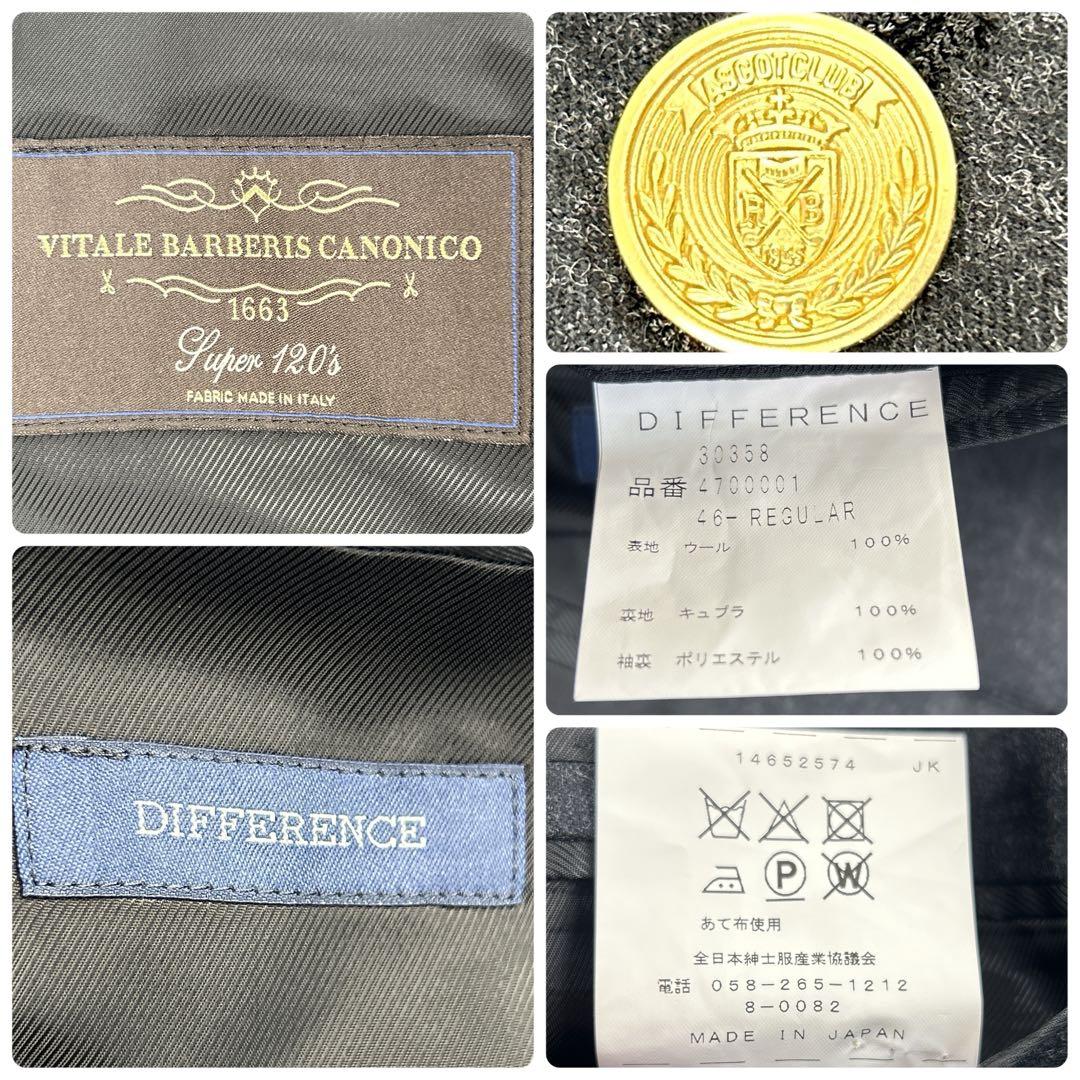 VITALE BARBERIS CANONICO
1663
Super 120's
FABRIC MADE IN ITALY
ASCOTCLUB
DIFFERENCE
30358
品番 4700001
46- REGULAR
表地 ウール 100%
裏地 キュプラ 100%
袖裏 ポリエステル 100%
DIFFERENCE
14652574 JK
P
W
あて布使用
全日本紳士服産業協議会
電話 058-265-1212
8-0082
MADE IN JAPAN